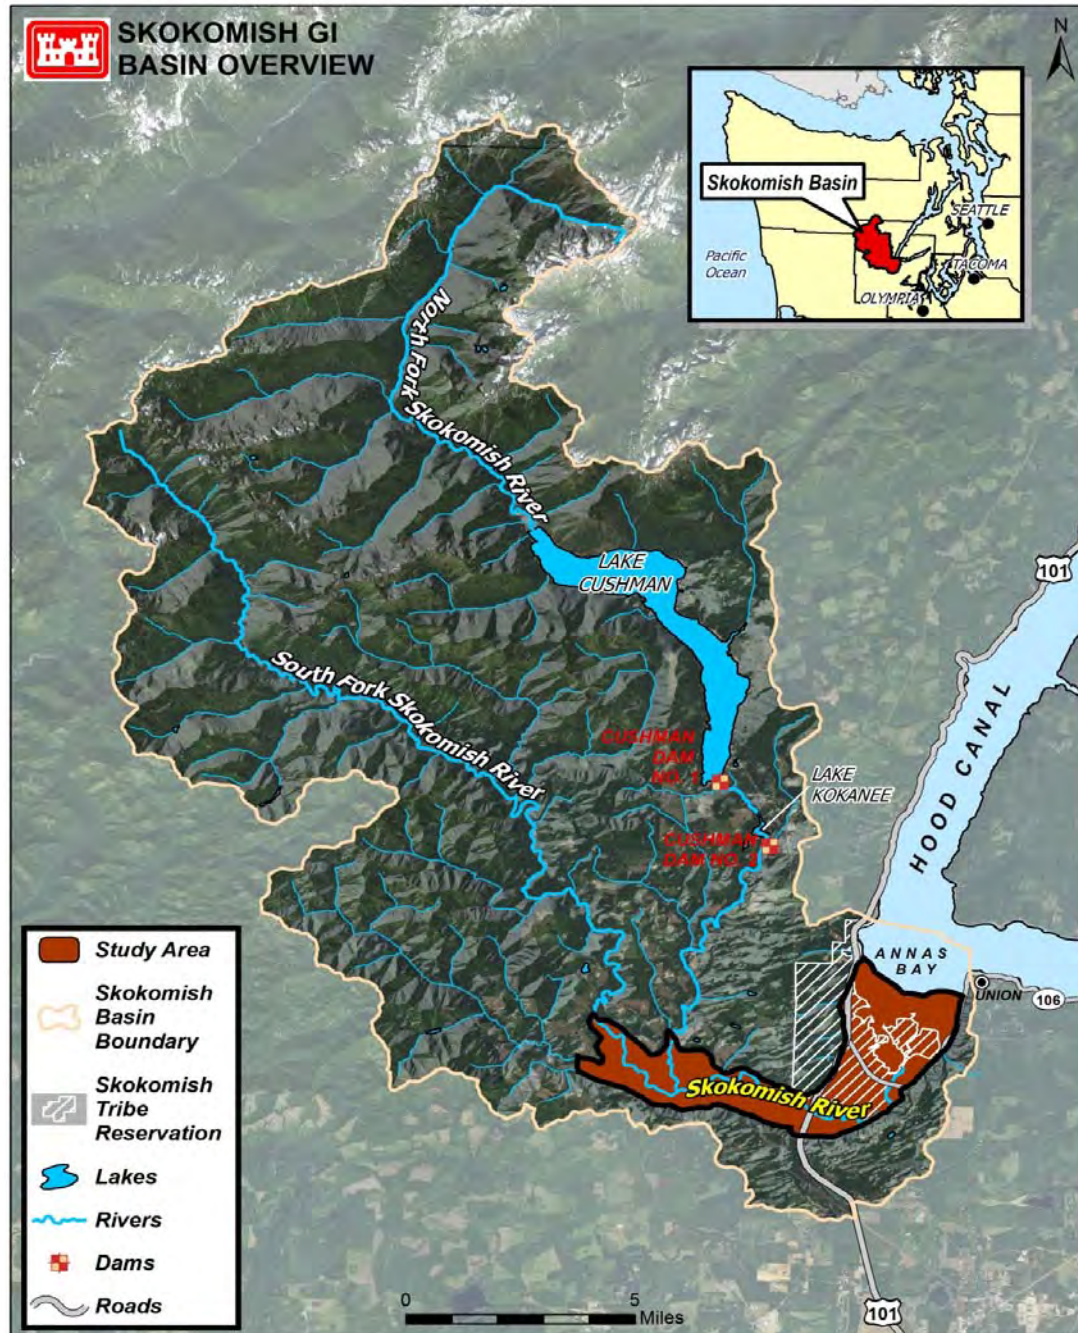 SKOKOMISH GI
BASIN OVERVIEW
N
Skokomish Basin
SEATTLE
Pacific
Ocean
TACOMA
OLYMPIA
North Fork Skokomish River
LAKE
CUSHMAN
101
South Fork Skokomish River
HOOD CANAL
CUSHMAN
DAM
NO. 1
LAKE
KOKANEE
CUSHMAN
DAM NO. 2
ANNAS
BAY
UNION
106
Skokomish River
Study Area
Skokomish
Basin
Boundary
Skokomish
Tribe
Reservation
Lakes
Rivers
Dams
Roads
0
5
Miles
101